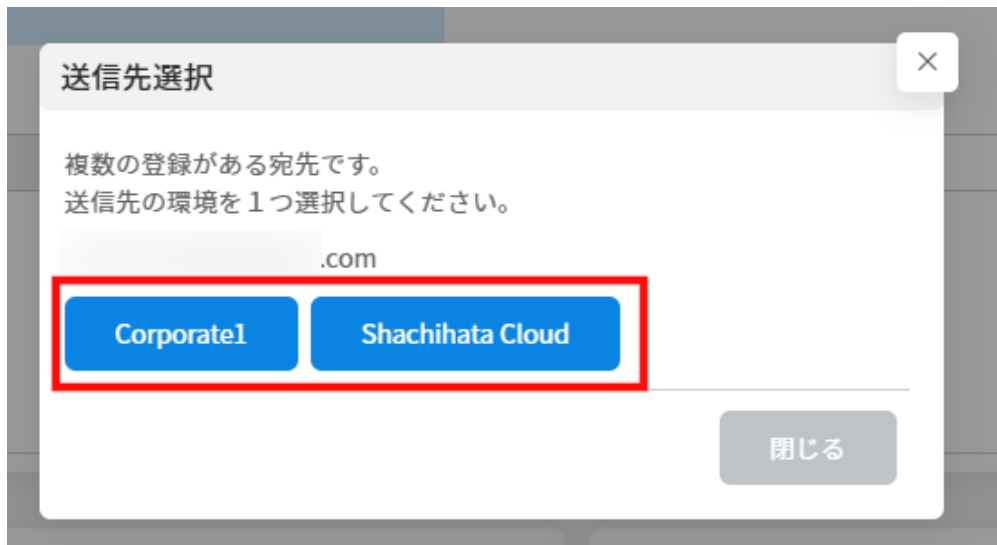 送信先選択
複数の登録がある宛先です。
送信先の環境を１つ選択してください。
.com
Corporate1 Shachihata Cloud
閉じる